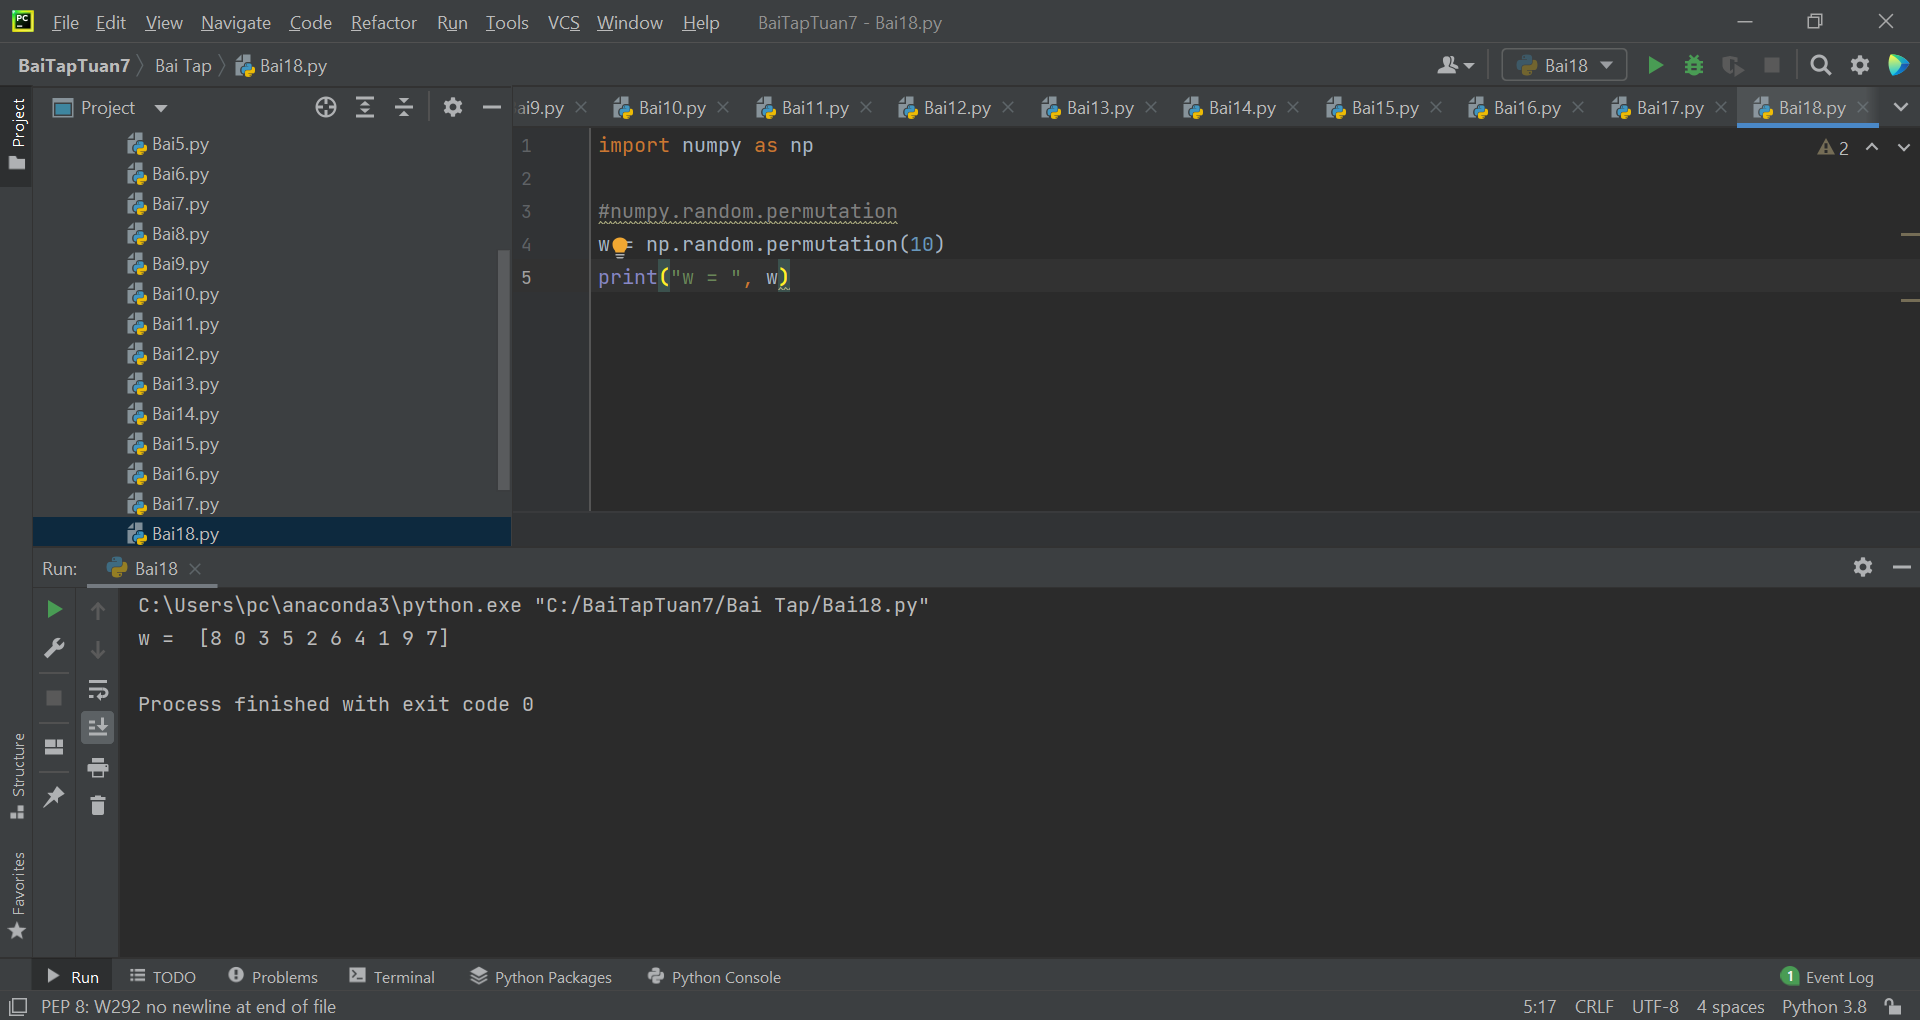 PC File Edit View Navigate Code Refactor Run Tools VCS Window Help BaiTapTuan7 - Bai18.py
BaiTapTuan7 Bai Tap Bai18.py Bai18
Project
Project
ai9.py Bai10.py Bai11.py Bai12.py Bai13.py Bai14.py Bai15.py Bai16.py Bai17.py Bai18.py
Bai5.py
Bai6.py
Bai7.py
Bai8.py
Bai9.py
Bai10.py
Bai11.py
Bai12.py
Bai13.py
Bai14.py
Bai15.py
Bai16.py
Bai17.py
Bai18.py
1 import numpy as np
2
3 #numpy.random.permutation
4 w = np.random.permutation(10)
5 print("w = ", w)
2
Run: Bai18
C:\Users\pc\anaconda3\python.exe "C:/BaiTapTuan7/Bai Tap/Bai18.py"
w =  [8 0 3 5 2 6 4 1 9 7]
Process finished with exit code 0
Structure
Favorites
Run TODO Problems Terminal Python Packages Python Console 1 Event Log
PEP 8: W292 no newline at end of file 5:17 CRLF UTF-8 4 spaces Python 3.8